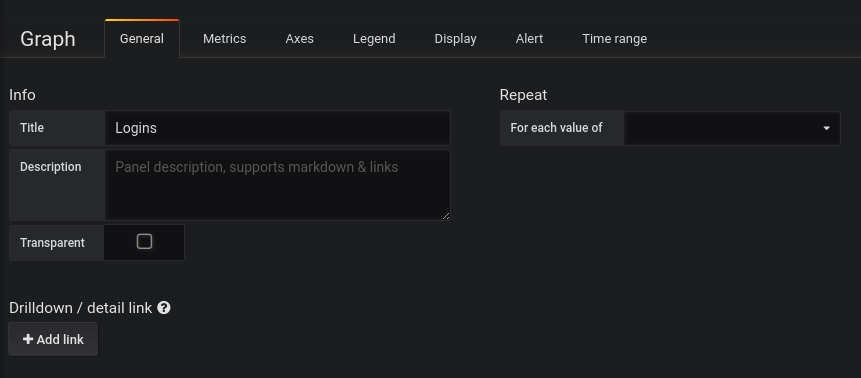 Graph General Metrics Axes Legend Display Alert Time range
Info
Title Logins
Description Panel description, supports markdown & links
Transparent
Repeat
For each value of
Drilldown / detail link ?
+ Add link